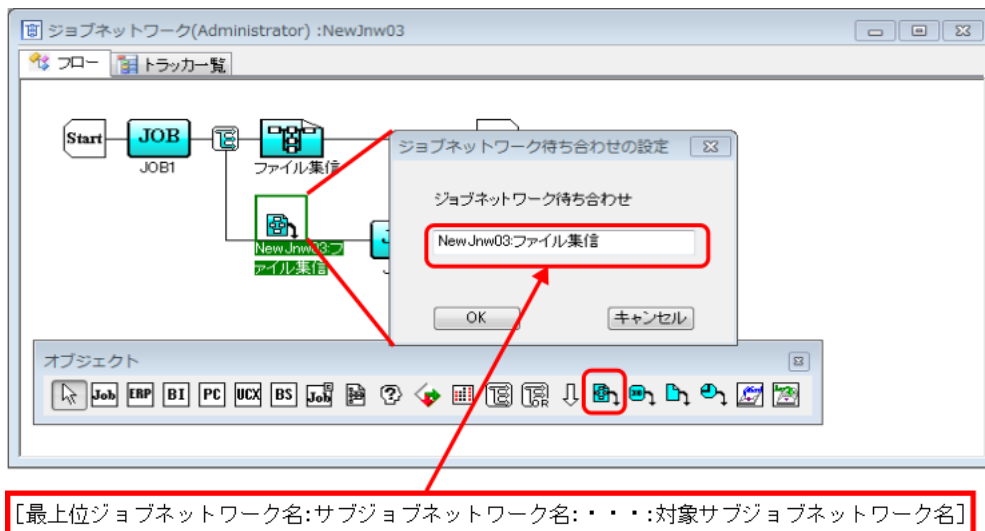 ジョブネットワーク(Administrator) :NewJnw03
フロー
トラッカ一覧
Start
JOB
JOB1
ファイル集信
NewJnw03:フ
ァイル集信
J
ジョブネットワーク待ち合わせの設定
ジョブネットワーク待ち合わせ
NewJnw03:ファイル集信
OK
キャンセル
オブジェクト
Job ERP BI PC UCX BS Job OR
[最上位ジョブネットワーク名:サブジョブネットワーク名:・・・:対象サブジョブネットワーク名]